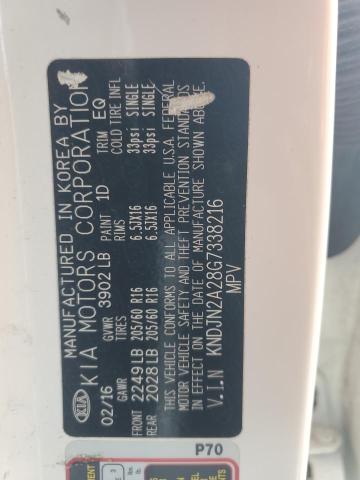 MANUFACTURED IN KOREA BY
KIA KIA MOTORS CORPORATION
02/16 GVWR 3902 LB PAINT 1D TRIM EQ
GAWR TIRES RIMS COLD TIRE INFL
FRONT 2249LB 205/60 R16 6.5JX16 33psi SINGLE
REAR 2028LB 205/60 R16 6.5JX16 33psi SINGLE
THIS VEHICLE CONFORMS TO ALL APPLICABLE U.S.A. FEDERAL
MOTOR VEHICLE SAFETY AND THEFT PREVENTION STANDARDS
IN EFFECT ON THE DATE OF MANUFACTURE SHOWN ABOVE.
V.I.N KNDJN2A28G7338216
MPV
P70